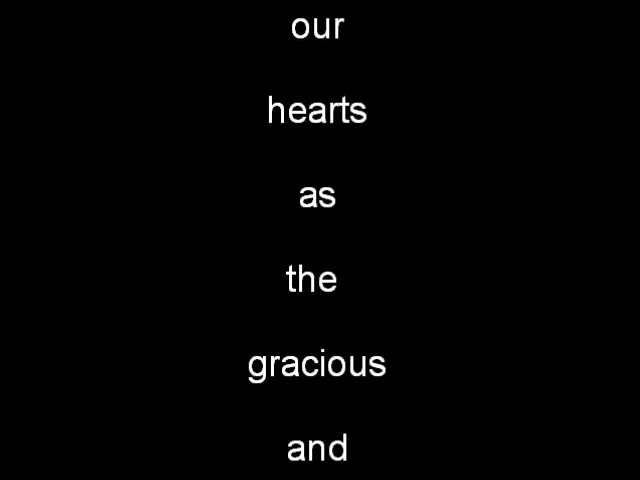 our
hearts
as
the
gracious
and